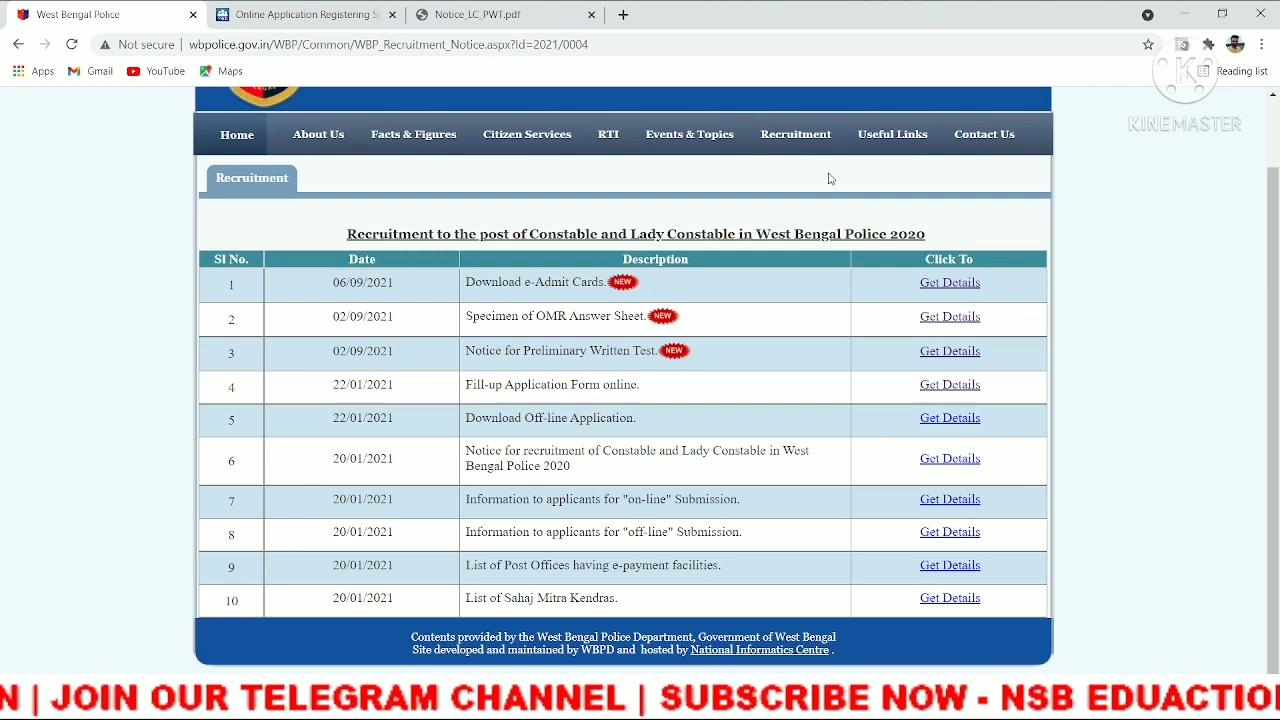 West Bengal Police
Online Application Registering S
Notice_LC_PWT.pdf
Not secure | wbpolice.gov.in/WBP/Common/WBP_Recruitment_Notice.aspx?Id=2021/0004
Apps Gmail YouTube Maps Reading list
KINEMASTER
Home About Us Facts & Figures Citizen Services RTI Events & Topics Recruitment Useful Links Contact Us
Recruitment
Recruitment to the post of Constable and Lady Constable in West Bengal Police 2020
Sl No. Date Description Click To
1 06/09/2021 Download e-Admit Cards. NEW Get Details
2 02/09/2021 Specimen of OMR Answer Sheet. NEW Get Details
3 02/09/2021 Notice for Preliminary Written Test. NEW Get Details
4 22/01/2021 Fill-up Application Form online. Get Details
5 22/01/2021 Download Off-line Application. Get Details
6 20/01/2021 Notice for recruitment of Constable and Lady Constable in West Get Details
Bengal Police 2020
7 20/01/2021 Information to applicants for "on-line" Submission. Get Details
8 20/01/2021 Information to applicants for "off-line" Submission. Get Details
9 20/01/2021 List of Post Offices having e-payment facilities. Get Details
10 20/01/2021 List of Sahaj Mitra Kendras. Get Details
Contents provided by the West Bengal Police Department, Government of West Bengal
Site developed and maintained by WBPD and hosted by National Informatics Centre .
N | JOIN OUR TELEGRAM CHANNEL | SUBSCRIBE NOW - NSB EDUACTION